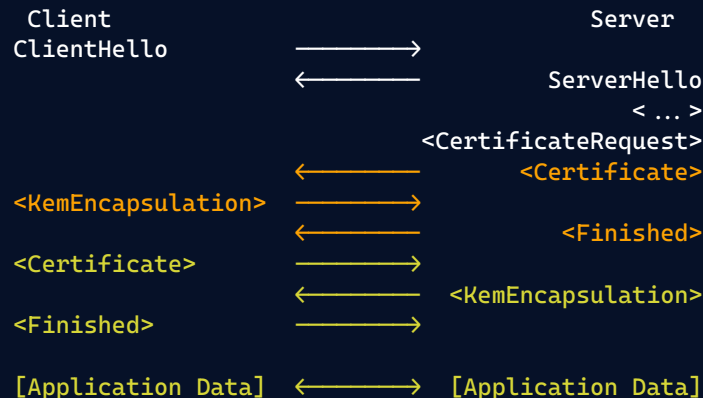 Client Server
ClientHello ⟶
⟵ ServerHello
<...>
<CertificateRequest>
⟵ <Certificate>
<KemEncapsulation> ⟶
⟵ <Finished>
<Certificate> ⟶
⟵ <KemEncapsulation>
<Finished> ⟶
[Application Data] ⟷ [Application Data]